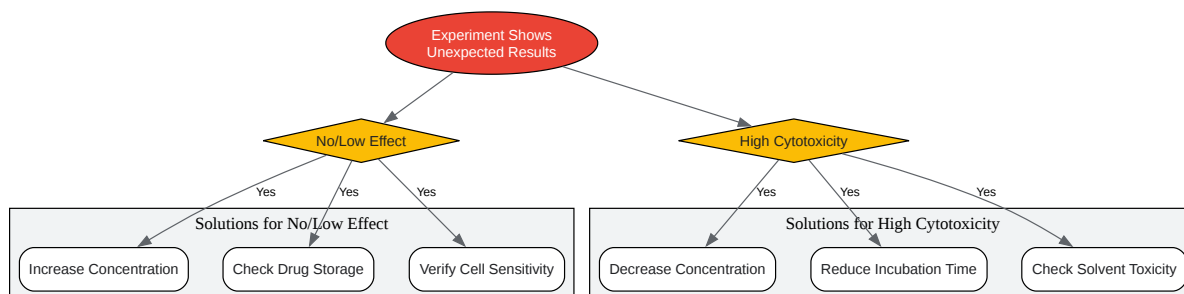 Experiment Shows
Unexpected Results
No/Low Effect
High Cytotoxicity
Yes
Yes
Yes
Yes
Yes
Yes
Solutions for No/Low Effect
Solutions for High Cytotoxicity
Increase Concentration
Check Drug Storage
Verify Cell Sensitivity
Decrease Concentration
Reduce Incubation Time
Check Solvent Toxicity